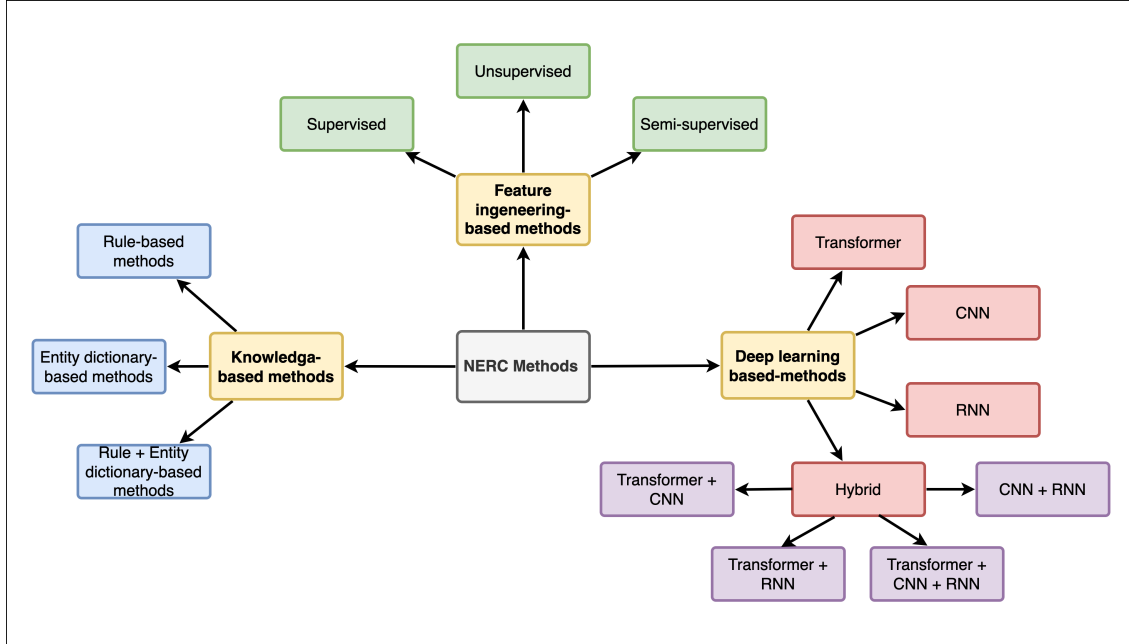 Unsupervised
Supervised
Semi-supervised
Feature
ingeneering-
based methods
Rule-based
methods
Transformer
CNN
Entity dictionary-
based methods
Knowledga-
based methods
NERC Methods
Deep learning
based-methods
RNN
Rule + Entity
dictionary-based
methods
Transformer +
CNN
Hybrid
CNN + RNN
Transformer +
RNN
Transformer +
CNN + RNN